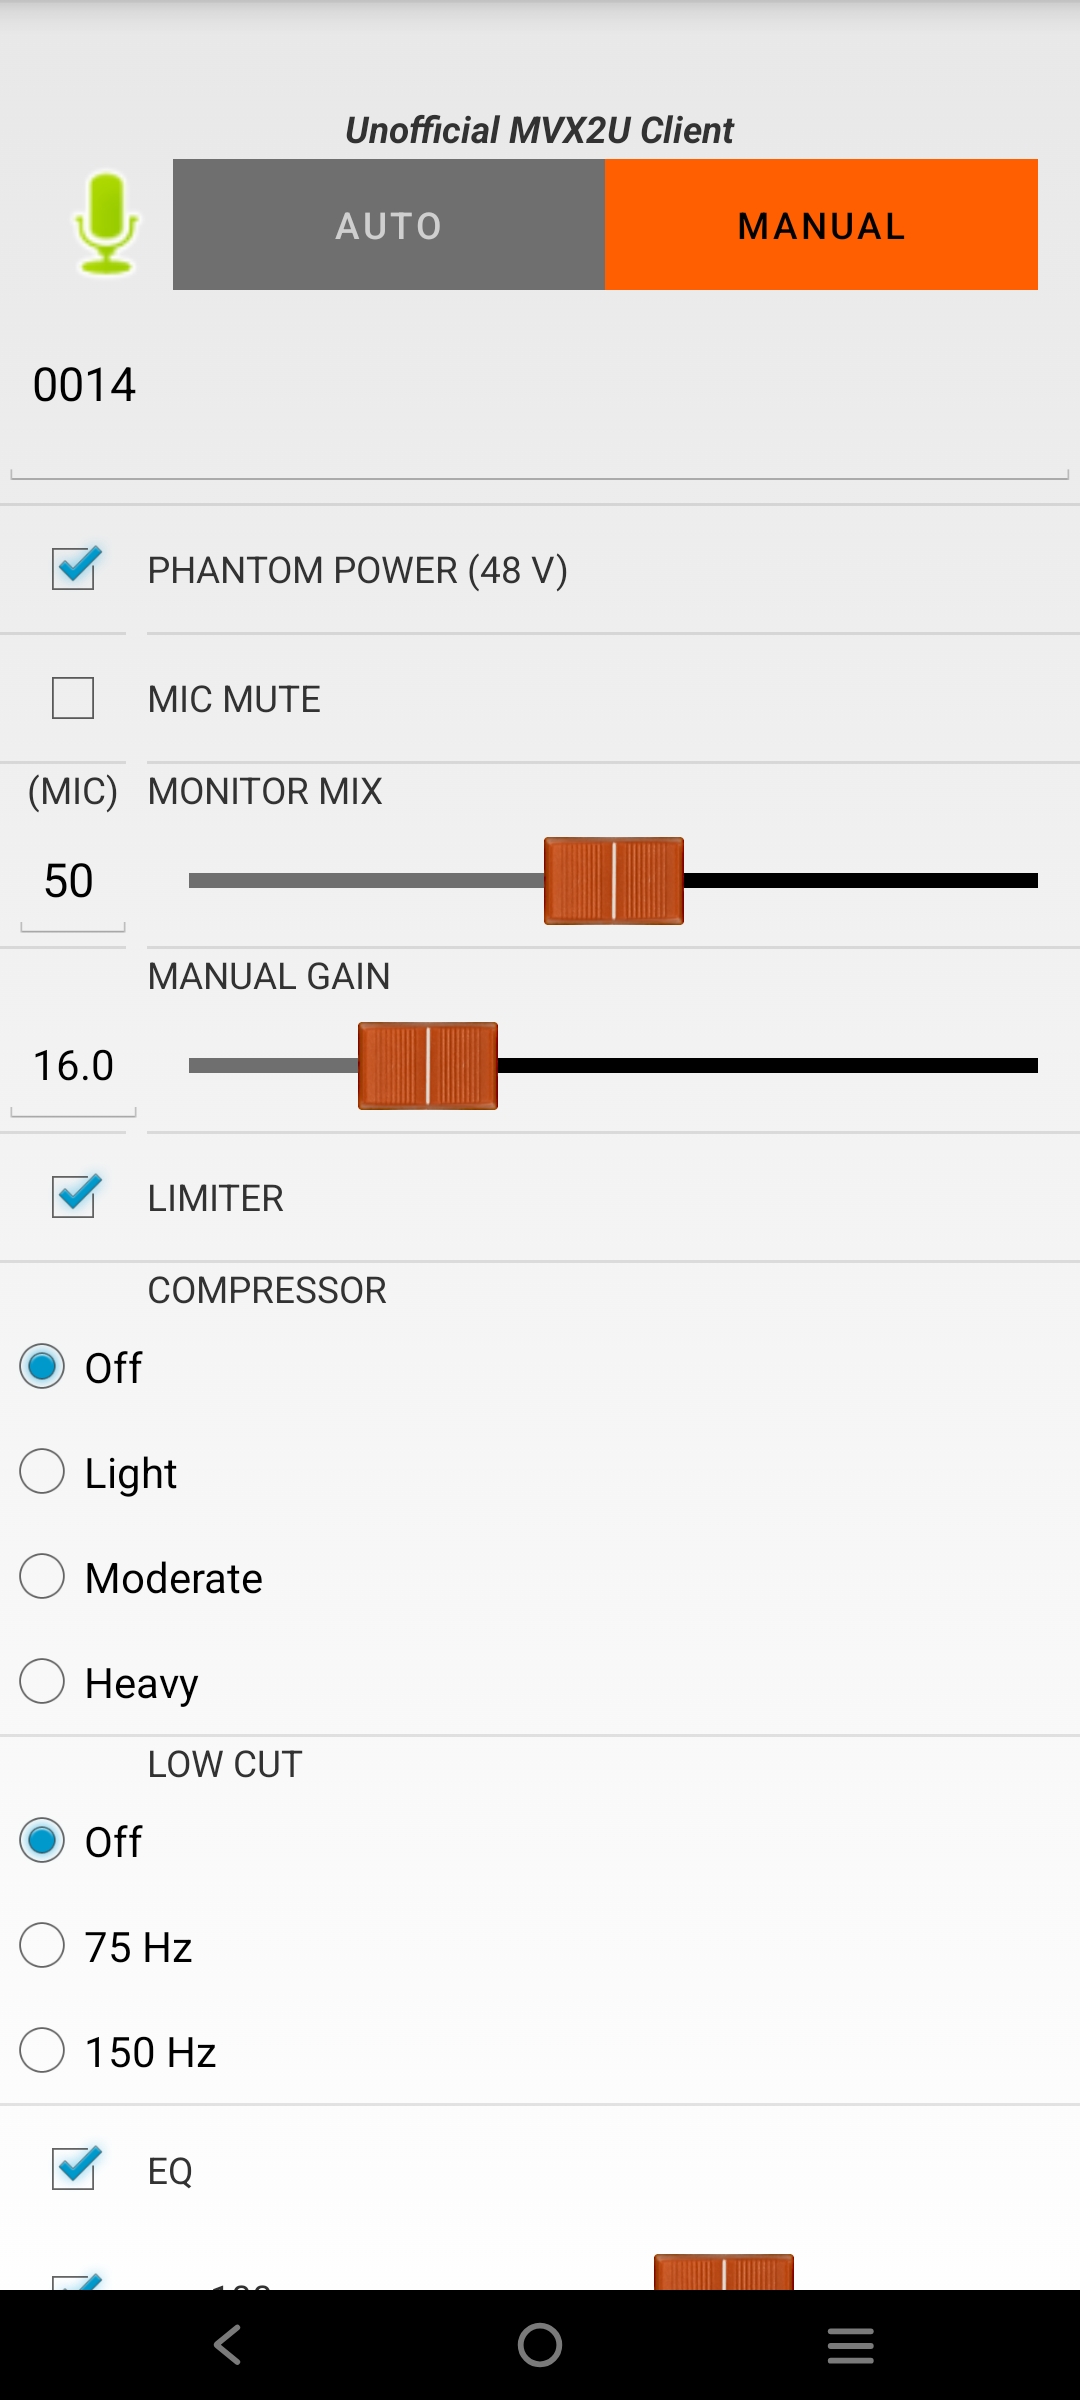 Unofficial MVX2U Client
AUTO MANUAL
0014
PHANTOM POWER (48 V)
MIC MUTE
(MIC) MONITOR MIX
50
MANUAL GAIN
16.0
LIMITER
COMPRESSOR
Off
Light
Moderate
Heavy
LOW CUT
Off
75 Hz
150 Hz
EQ